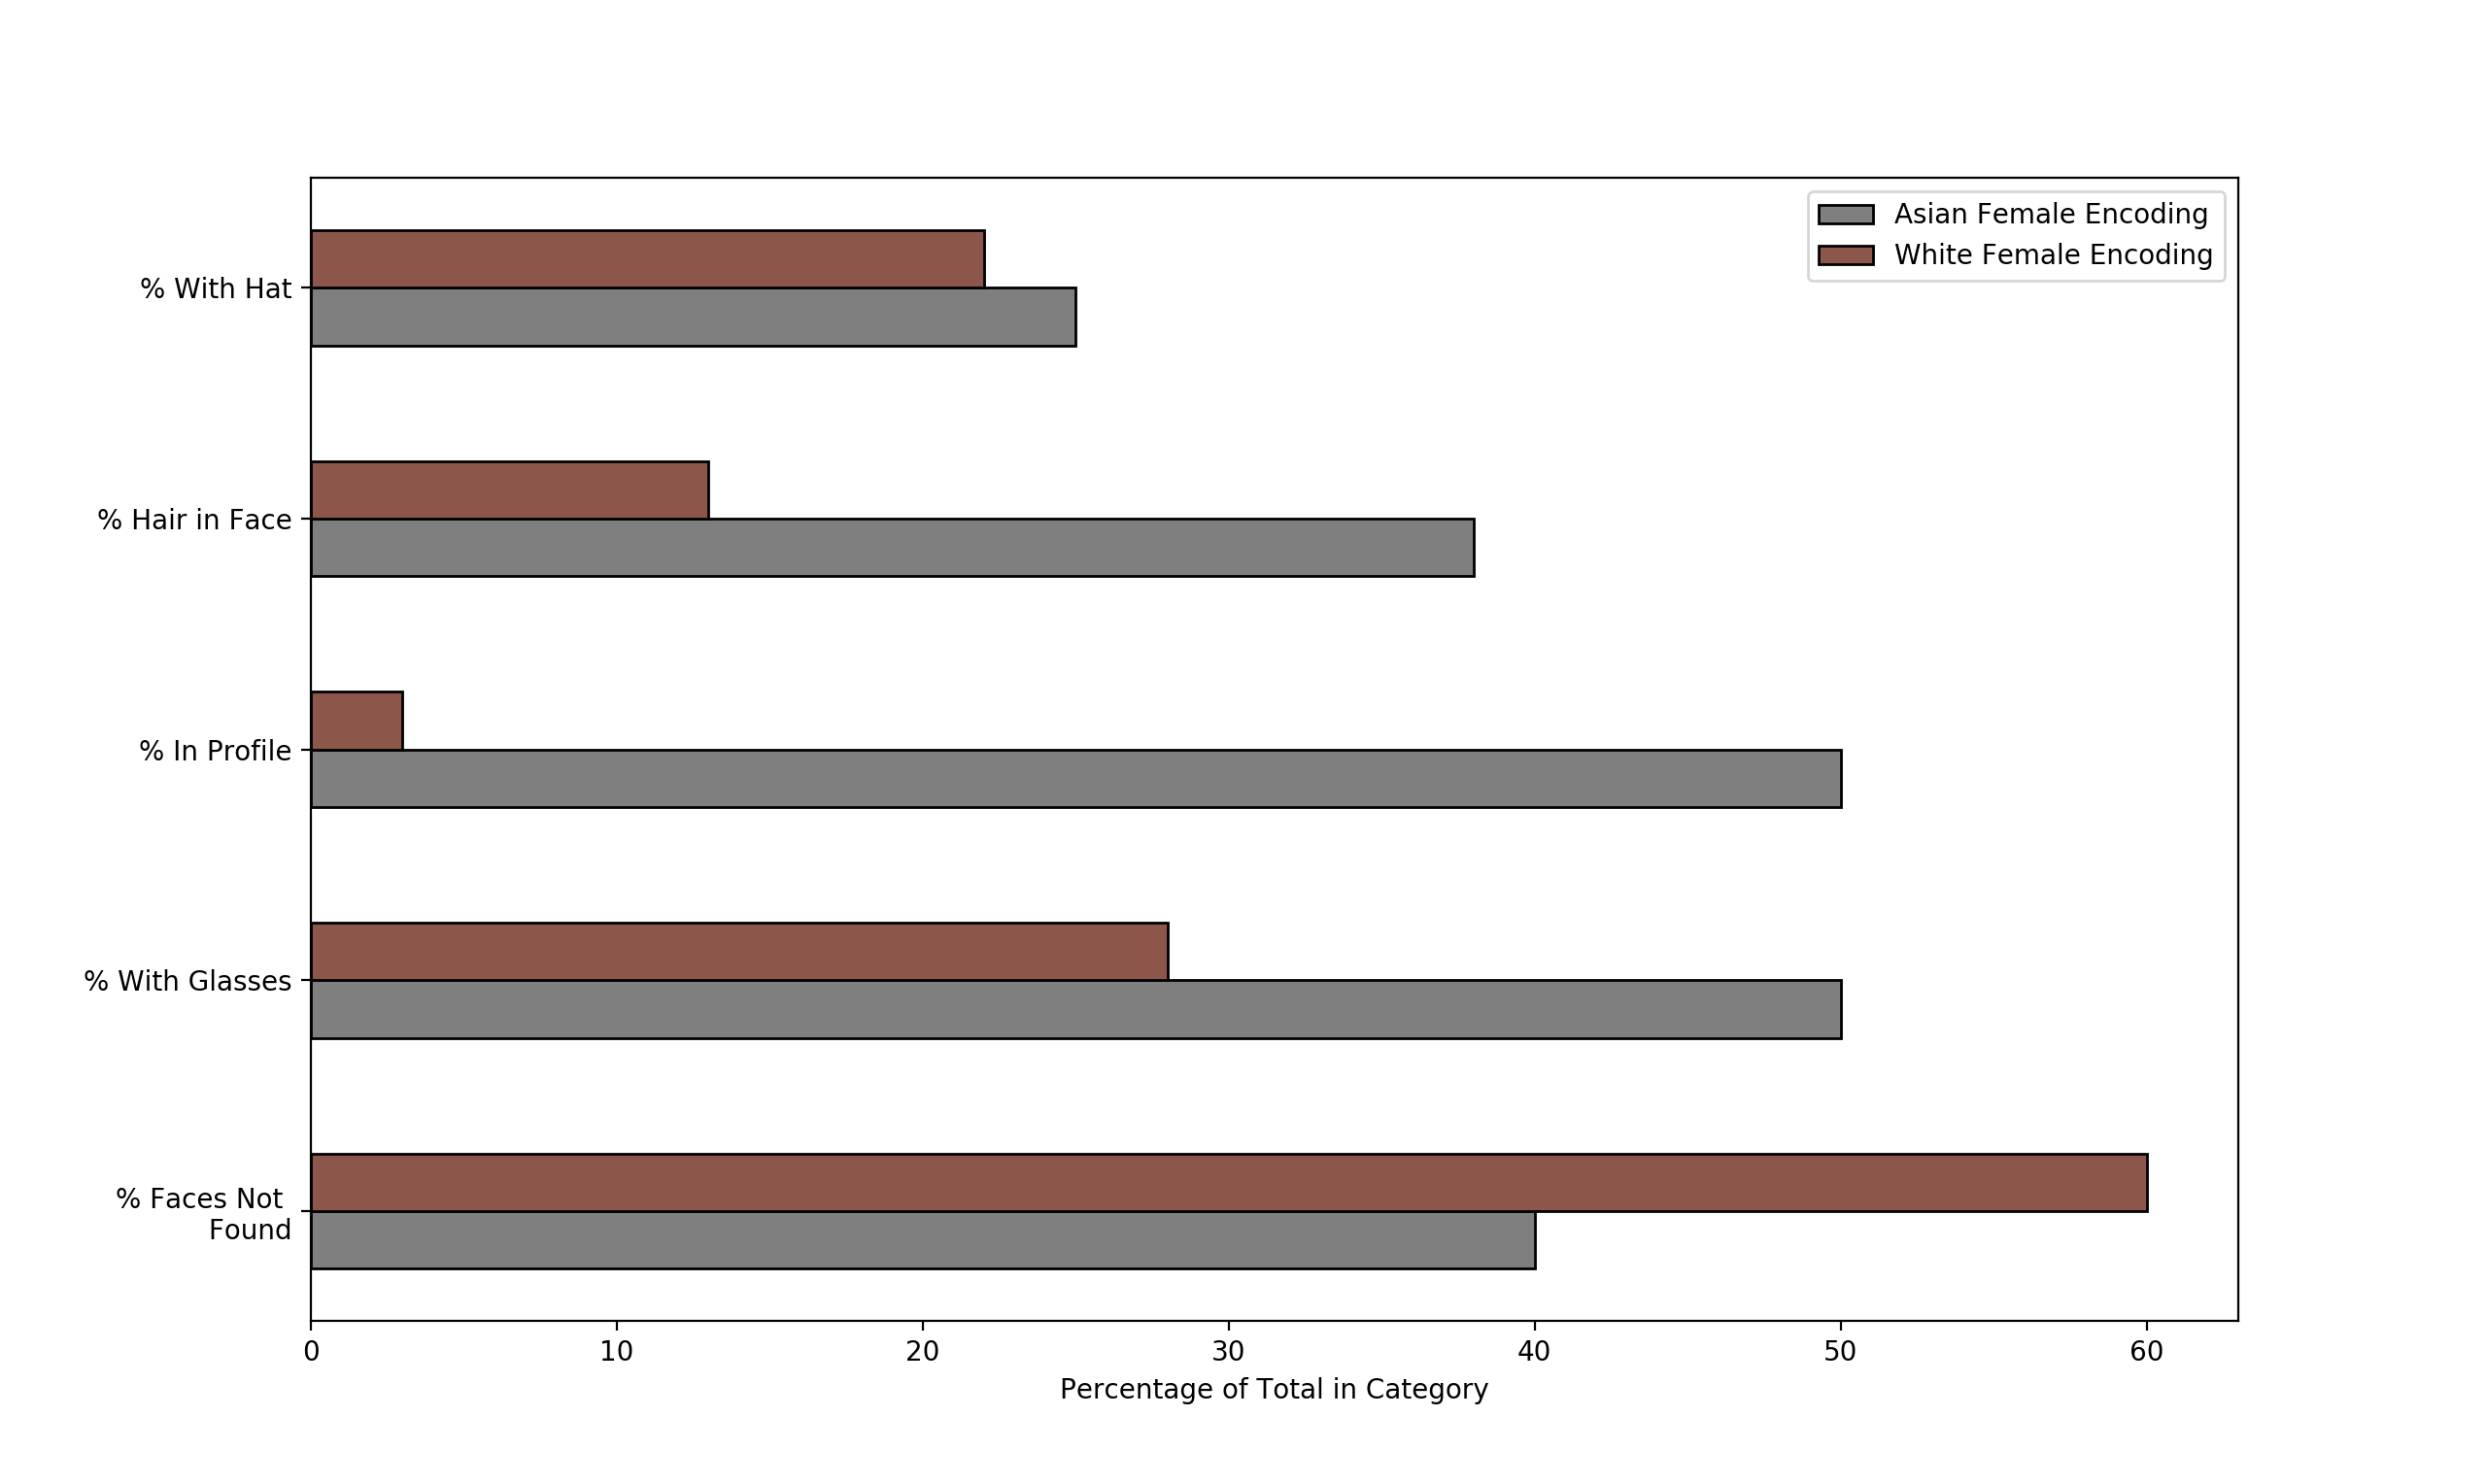 Asian Female Encoding
White Female Encoding
% With Hat
% Hair in Face
% In Profile
% With Glasses
% Faces Not
Found
0 10 20 30 40 50 60
Percentage of Total in Category